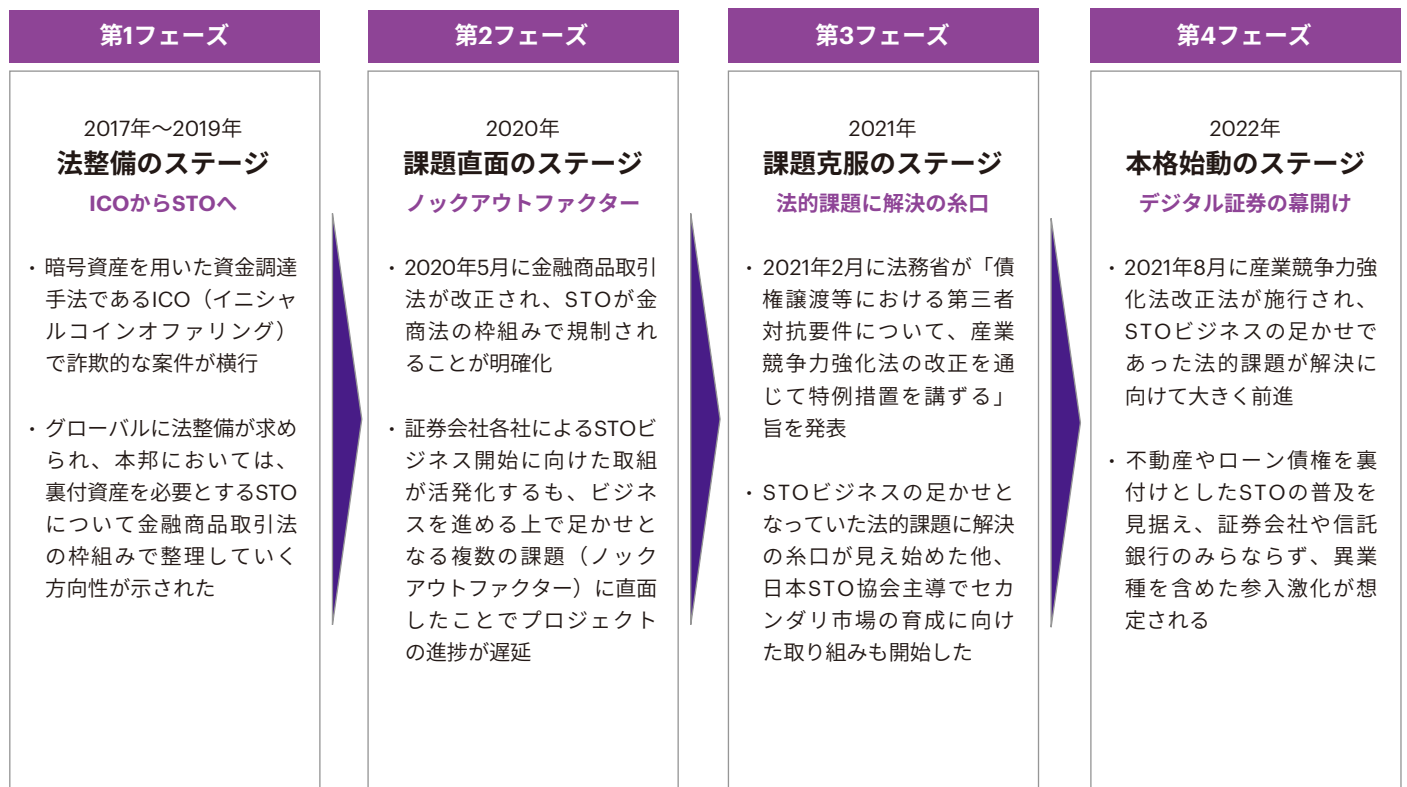 第1フェーズ
2017年〜2019年
法整備のステージ
ICOからSTOへ
・暗号資産を用いた資金調達
手法であるICO（イニシャ
ルコインオファリング）
で詐欺的な案件が横行
・グローバルに法整備が求め
られ、本邦においては、
裏付資産を必要とするSTO
について金融商品取引法
の枠組みで整理していく
方向性が示された
第2フェーズ
2020年
課題直面のステージ
ノックアウトファクター
・2020年5月に金融商品取引
法が改正され、STOが金
商法の枠組みで規制され
ることが明確化
・証券会社各社によるSTOビ
ジネス開始に向けた取組
が活発化するも、ビジネ
スを進める上で足かせと
なる複数の課題（ノック
アウトファクター）に直面
したことでプロジェクト
の進捗が遅延
第3フェーズ
2021年
課題克服のステージ
法的課題に解決の糸口
・2021年2月に法務省が「債
権譲渡等における第三者
対抗要件について、産業
競争力強化法の改正を通
じて特例措置を講ずる」
旨を発表
・STOビジネスの足かせと
なっていた法的課題に解決
の糸口が見え始めた他、
日本STO協会主導でセカ
ンダリ市場の育成に向け
た取り組みも開始した
第4フェーズ
2022年
本格始動のステージ
デジタル証券の幕開け
・2021年8月に産業競争力強
化法改正法が施行され、
STOビジネスの足かせで
あった法的課題が解決に
向けて大きく前進
・不動産やローン債権を裏
付けとしたSTOの普及を
見据え、証券会社や信託
銀行のみらならず、異業
種を含めた参入激化が想
定される